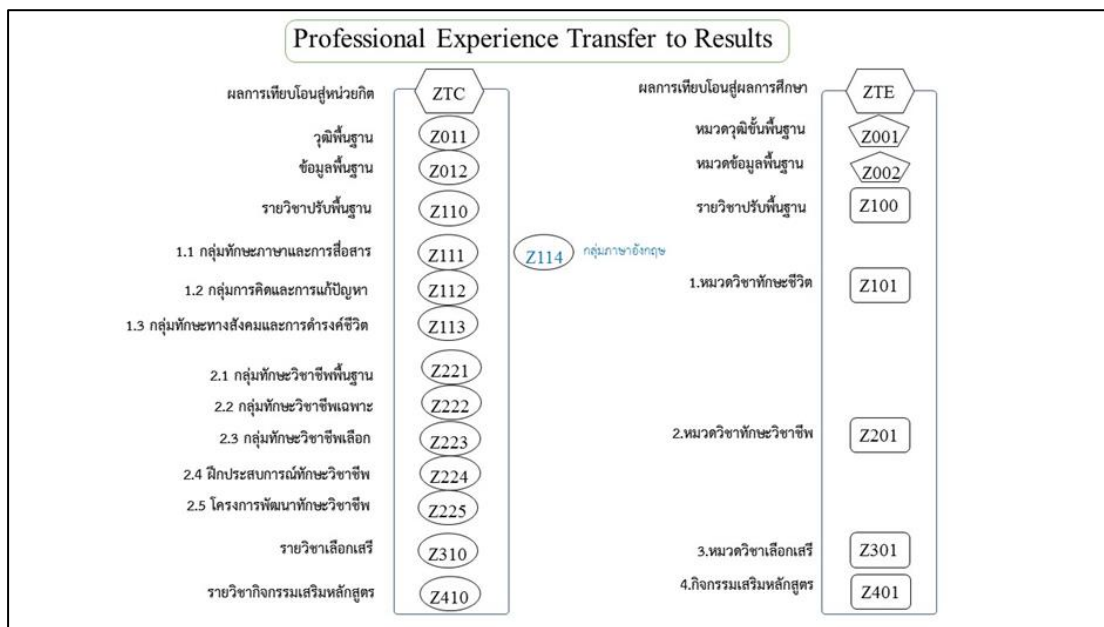 Professional Experience Transfer to Results
ผลการเทียบโอนสู่หน่วยกิต ZTC
วุฒิพื้นฐาน Z011
ข้อมูลพื้นฐาน Z012
รายวิชาปรับพื้นฐาน Z110
1.1 กลุ่มทักษะภาษาและการสื่อสาร Z111 Z114 กลุ่มภาษาอังกฤษ
1.2 กลุ่มการคิดและการแก้ปัญหา Z112
1.3 กลุ่มทักษะทางสังคมและการดำรงค์ชีวิต Z113
2.1 กลุ่มทักษะวิชาชีพพื้นฐาน Z221
2.2 กลุ่มทักษะวิชาชีพเฉพาะ Z222
2.3 กลุ่มทักษะวิชาชีพเลือก Z223
2.4 ฝึกประสบการณ์ทักษะวิชาชีพ Z224
2.5 โครงการพัฒนาทักษะวิชาชีพ Z225
รายวิชาเลือกเสรี Z310
รายวิชากิจกรรมเสริมหลักสูตร Z410
ผลการเทียบโอนสู่ผลการศึกษา ZTE
หมวดวุฒิขั้นพื้นฐาน Z001
หมวดข้อมูลพื้นฐาน Z002
รายวิชาปรับพื้นฐาน Z100
1.หมวดวิชาทักษะชีวิต Z101
2.หมวดวิชาทักษะวิชาชีพ Z201
3.หมวดวิชาเลือกเสรี Z301
4.กิจกรรมเสริมหลักสูตร Z401